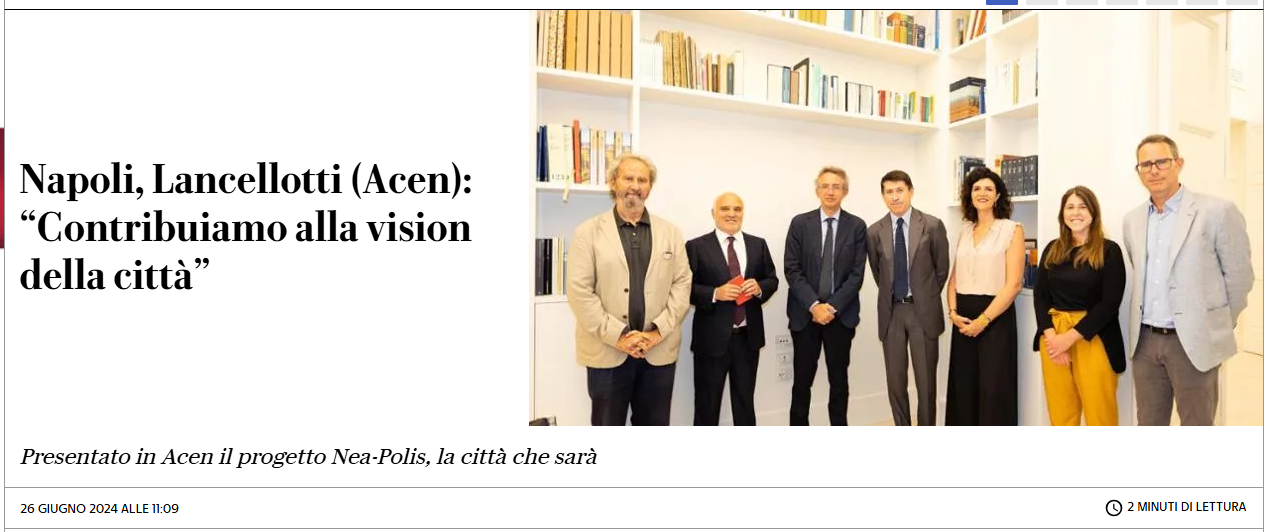 Napoli, Lancellotti (Acen):
“Contribuiamo alla vision
della città”
Presentato in Acen il progetto Nea-Polis, la città che sarà
26 GIUGNO 2024 ALLE 11:09
2 MINUTI DI LETTURA